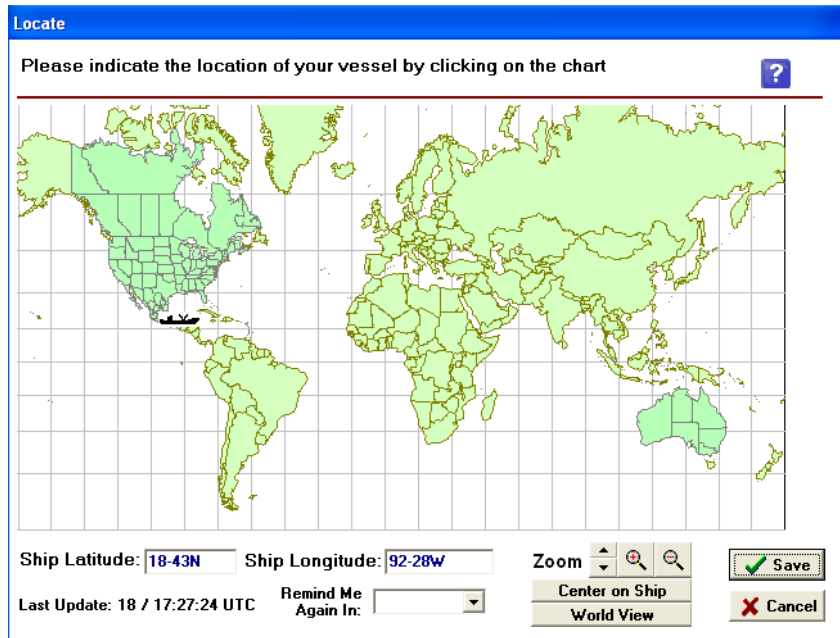 Locate
Please indicate the location of your vessel by clicking on the chart
?
Ship Latitude: 18-43N Ship Longitude: 92-28W Zoom Save
Center on Ship
Last Update: 18 / 17:27:24 UTC Remind Me Again In: World View Cancel